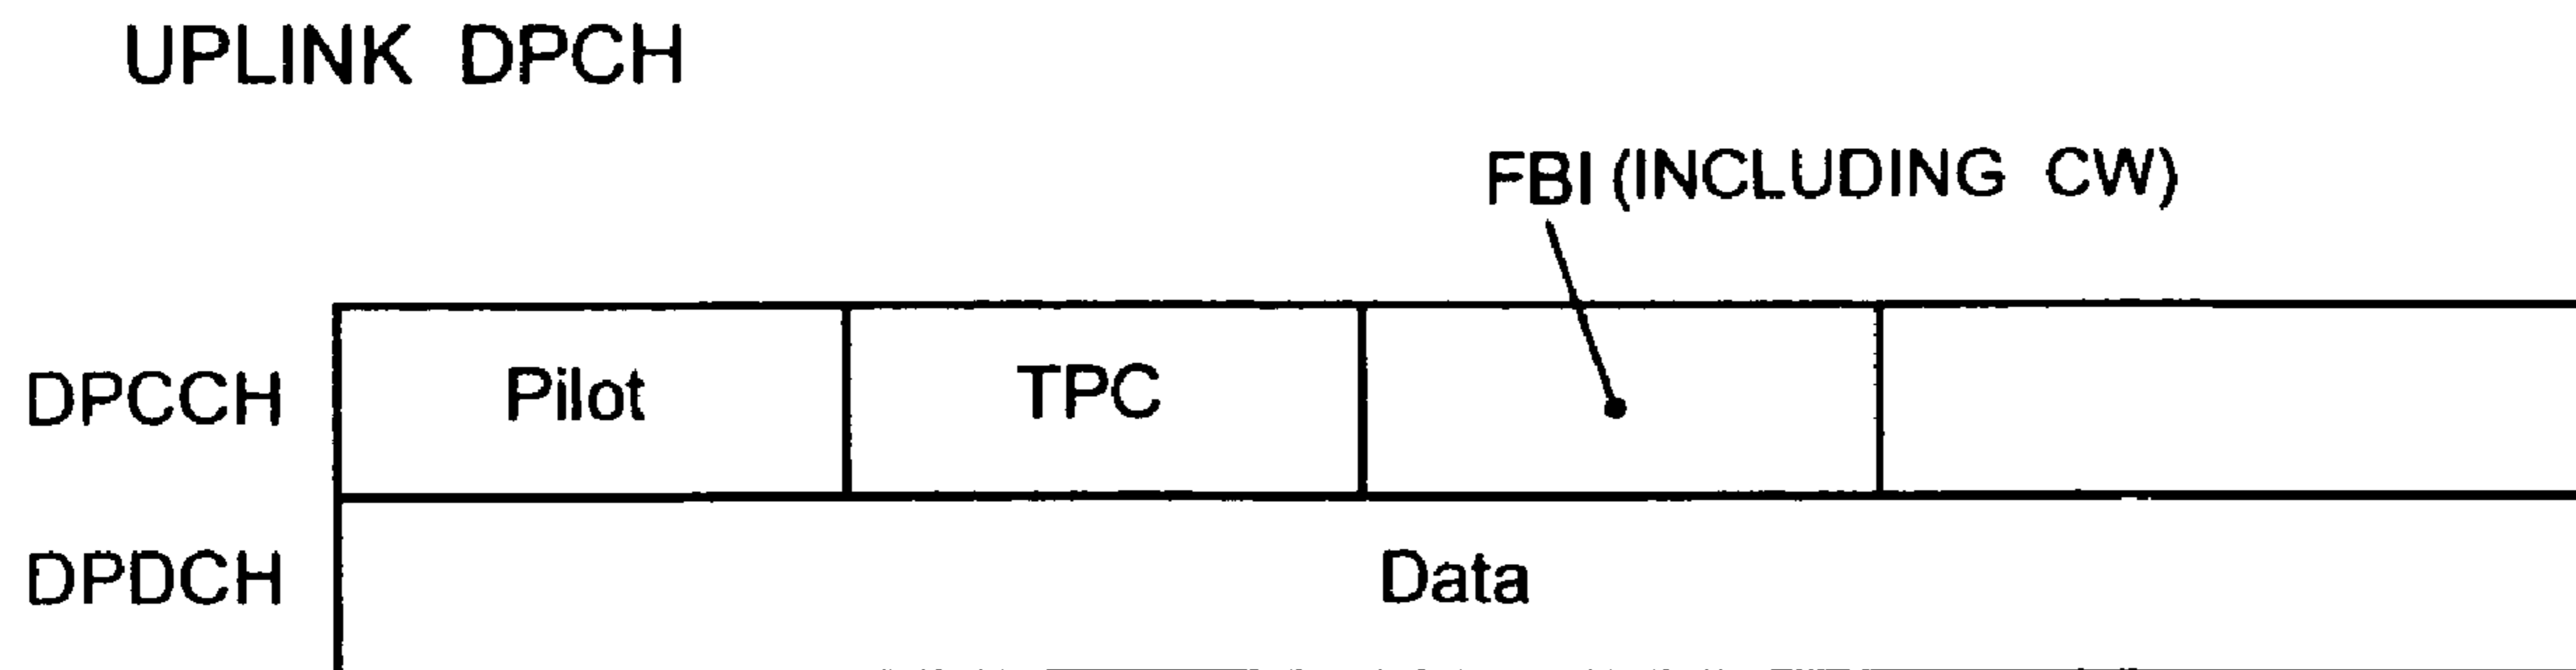 UPLINK DPCH
FBI (INCLUDING CW)
DPCCH Pilot TPC
DPDCH Data